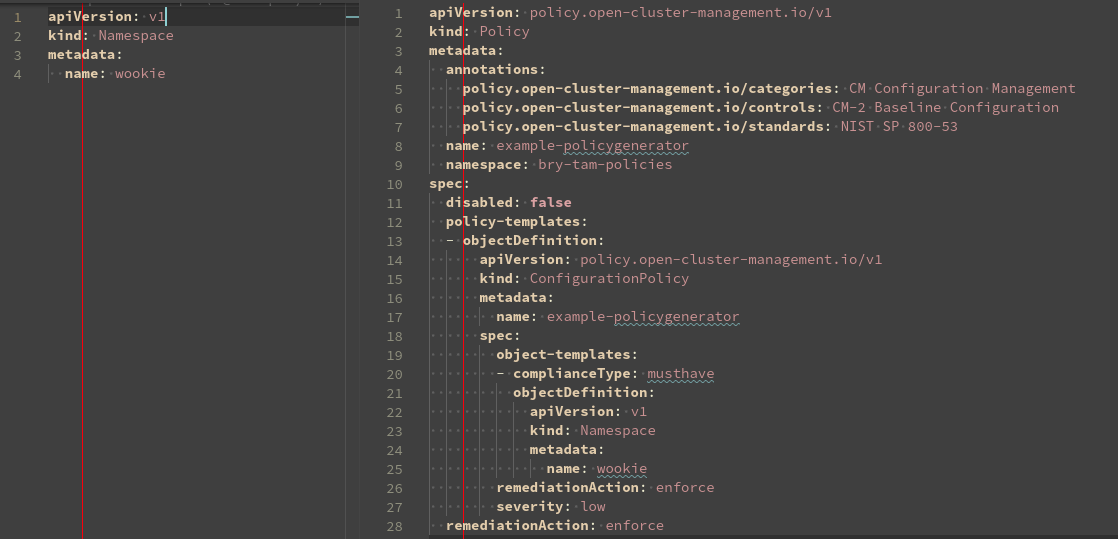 1 apiVersion: v1
2 kind: Namespace
3 metadata:
4   name: wookie
1 apiVersion: policy.open-cluster-management.io/v1
2 kind: Policy
3 metadata:
4   annotations:
5     policy.open-cluster-management.io/categories: CM Configuration Management
6     policy.open-cluster-management.io/controls: CM-2 Baseline Configuration
7     policy.open-cluster-management.io/standards: NIST SP 800-53
8   name: example-policygenerator
9   namespace: bry-tam-policies
10 spec:
11   disabled: false
12   policy-templates:
13   - objectDefinition:
14       apiVersion: policy.open-cluster-management.io/v1
15       kind: ConfigurationPolicy
16       metadata:
17         name: example-policygenerator
18       spec:
19         object-templates:
20         - complianceType: musthave
21           objectDefinition:
22             apiVersion: v1
23             kind: Namespace
24             metadata:
25               name: wookie
26         remediationAction: enforce
27         severity: low
28   remediationAction: enforce